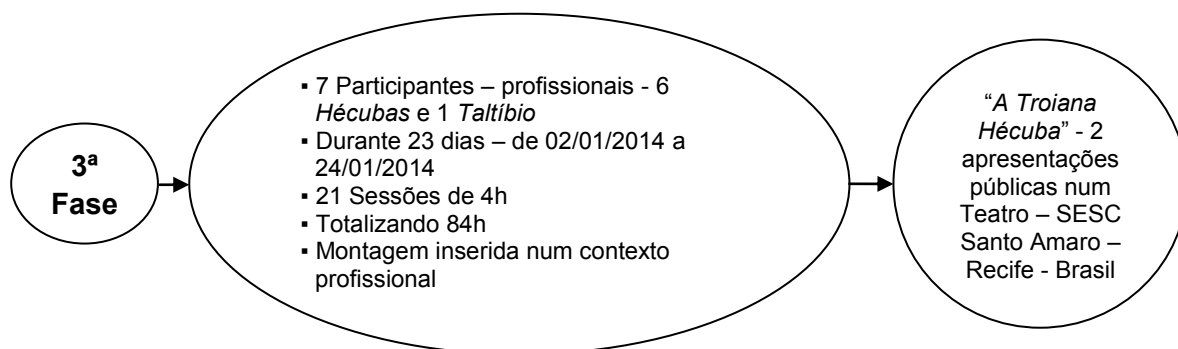 3ª
Fase
▪ 7 Participantes – profissionais - 6
Hécubas e 1 Taltíbio
▪ Durante 23 dias – de 02/01/2014 a
24/01/2014
▪ 21 Sessões de 4h
▪ Totalizando 84h
▪ Montagem inserida num contexto
profissional
“A Troiana
Hécuba” - 2
apresentações
públicas num
Teatro – SESC
Santo Amaro –
Recife - Brasil